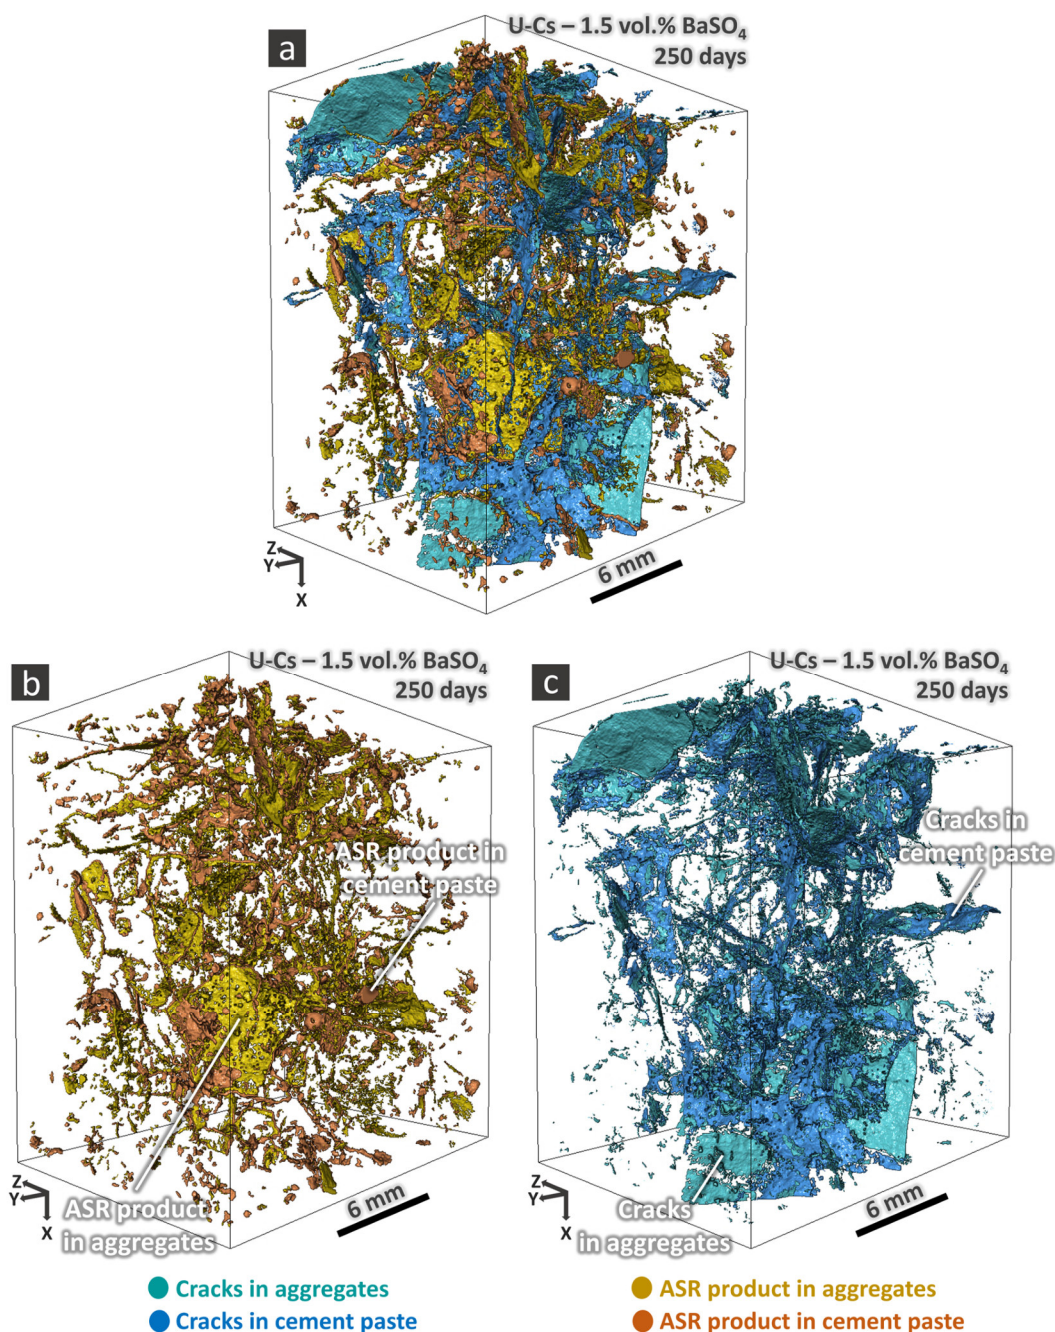 a
U-Cs – 1.5 vol.% BaSO₄
250 days
Z
Y
X
6 mm
b
U-Cs – 1.5 vol.% BaSO₄
250 days
ASR product in
cement paste
ASR product
in aggregates
Z
Y
X
6 mm
c
U-Cs – 1.5 vol.% BaSO₄
250 days
Cracks in
cement paste
Cracks
in aggregates
Z
Y
X
6 mm
Cracks in aggregates
Cracks in cement paste
ASR product in aggregates
ASR product in cement paste